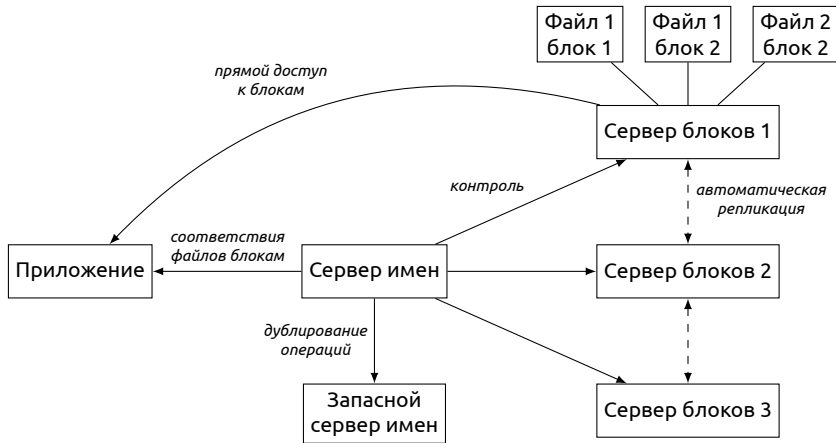 Файл 1
блок 1
Файл 1
блок 2
Файл 2
блок 2
прямой доступ
к блокам
Сервер блоков 1
контроль
автоматическая
репликация
соответствия
файлов блокам
Приложение
Сервер имен
Сервер блоков 2
дублирование
операций
Запасной
сервер имен
Сервер блоков 3